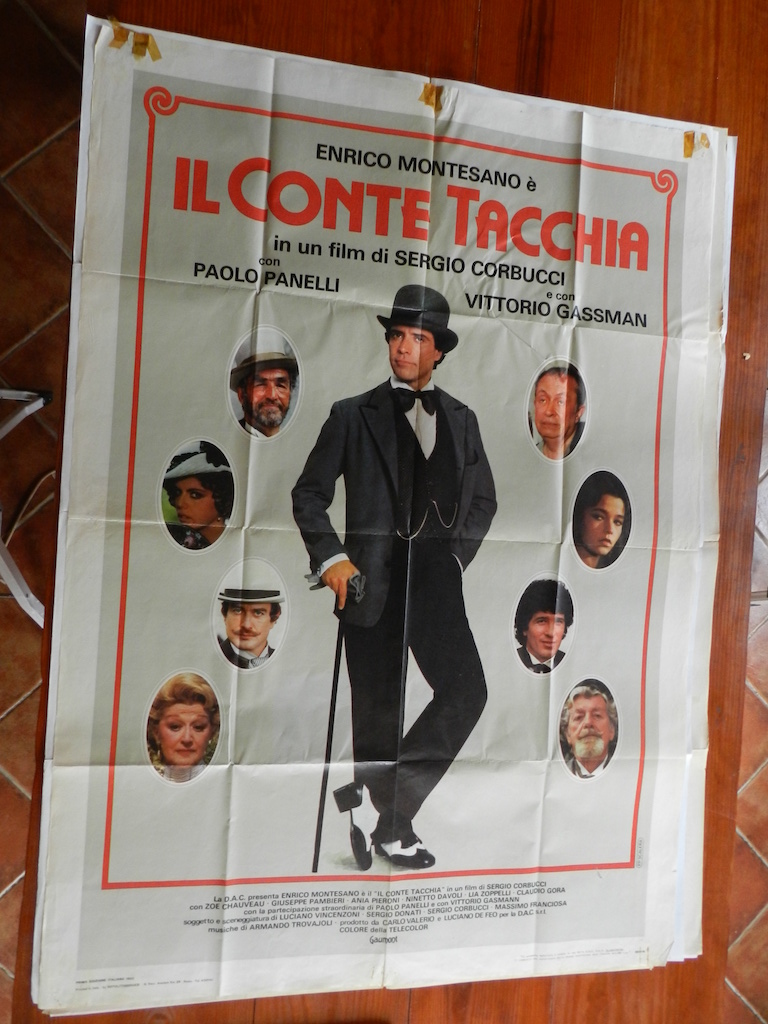 ENRICO MONTESANO è
IL CONTE TACCHIA
in un film di SERGIO CORBUCCI
con
PAOLO PANELLI
e con
VITTORIO GASSMAN
La D.A.C. presenta ENRICO MONTESANO è il "IL CONTE TACCHIA" in un film di SERGIO CORBUCCI
con ZOE CHAUVEAU · GIUSEPPE PAMBIERI · ANIA PIERONI · NINETTO DAVOLI · LIA ZOPPELLI · CLAUDIO GORA
con la partecipazione straordinaria di PAOLO PANELLI e con VITTORIO GASMANN
soggetto e sceneggiatura di LUCIANO VINCENZONI · SERGIO DONATI · SERGIO CORBUCCI · MASSIMO FRANCIOSA
musiche di ARMANDO TROVAJOLI · prodotto da CARLO VALERIO e LUCIANO DE FEO per la D.A.C. s.r.l.
COLORE della TELECOLOR
Gaumont